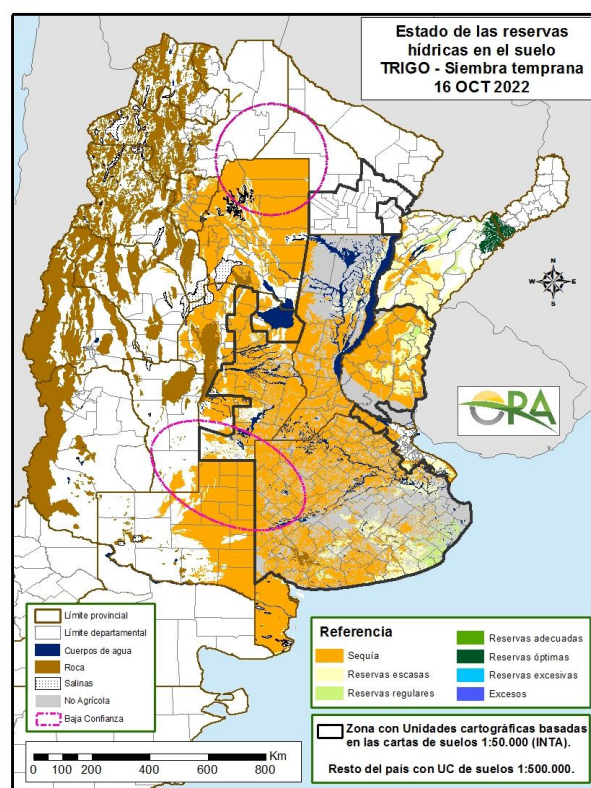 Estado de las reservas
hídricas en el suelo
TRIGO - Siembra temprana
16 OCT 2022
N
W
E
S
ORA
Límite provincial
Límite departamental
Cuerpos de agua
Roca
Salinas
No Agrícola
Baja Confianza
Km
0 100 200 400 600 800
Referencia
Sequía
Reservas escasas
Reservas regulares
Reservas adecuadas
Reservas óptimas
Reservas excesivas
Excesos
Zona con Unidades cartográficas basadas
en las cartas de suelos 1:50.000 (INTA).
Resto del país con UC de suelos 1:500.000.